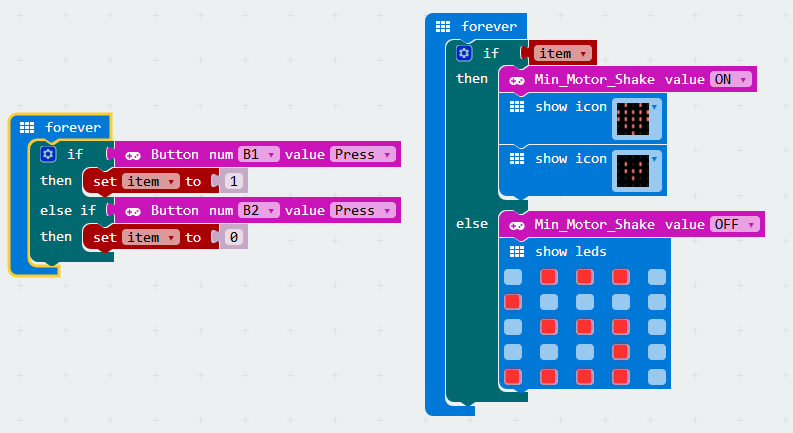 forever
if Button num B1 value Press
then set item to 1
else if Button num B2 value Press
then set item to 0
forever
if item
then Min_Motor_Shake value ON
show icon
show icon
else Min_Motor_Shake value OFF
show leds